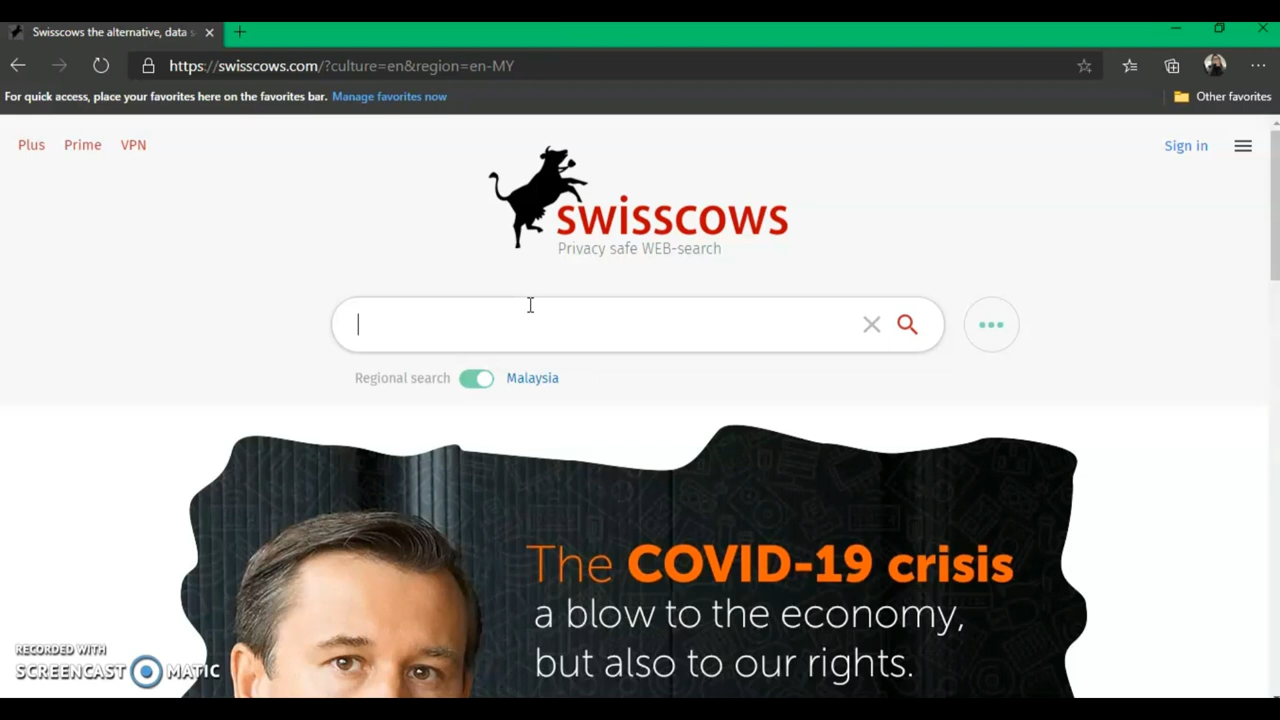 Swisscows the alternative, data s
https://swisscows.com/?culture=en&region=en-MY
For quick access, place your favorites here on the favorites bar. Manage favorites now
Other favorites
Plus Prime VPN
Sign in
swisscows
Privacy safe WEB-search
Regional search Malaysia
The COVID-19 crisis
a blow to the economy,
but also to our rights.
RECORDED WITH
SCREENCAST MATIC